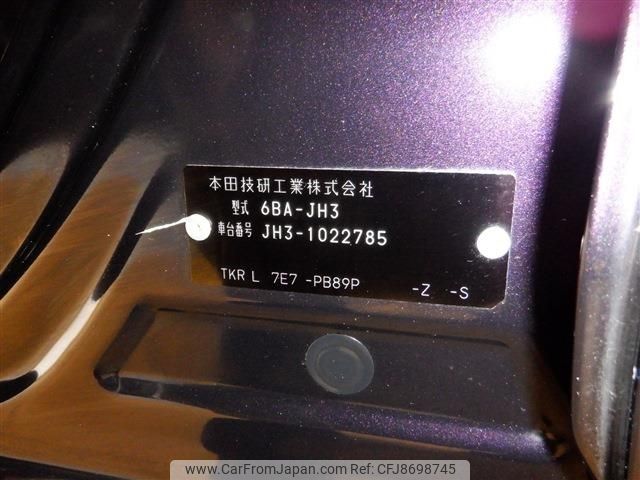 本田技研工業株式会社
型式 6BA-JH3
車台番号 JH3-1022785
TKR L 7E7 -PB89P -Z -S
www.CarFromJapan.com - CFJ8698745